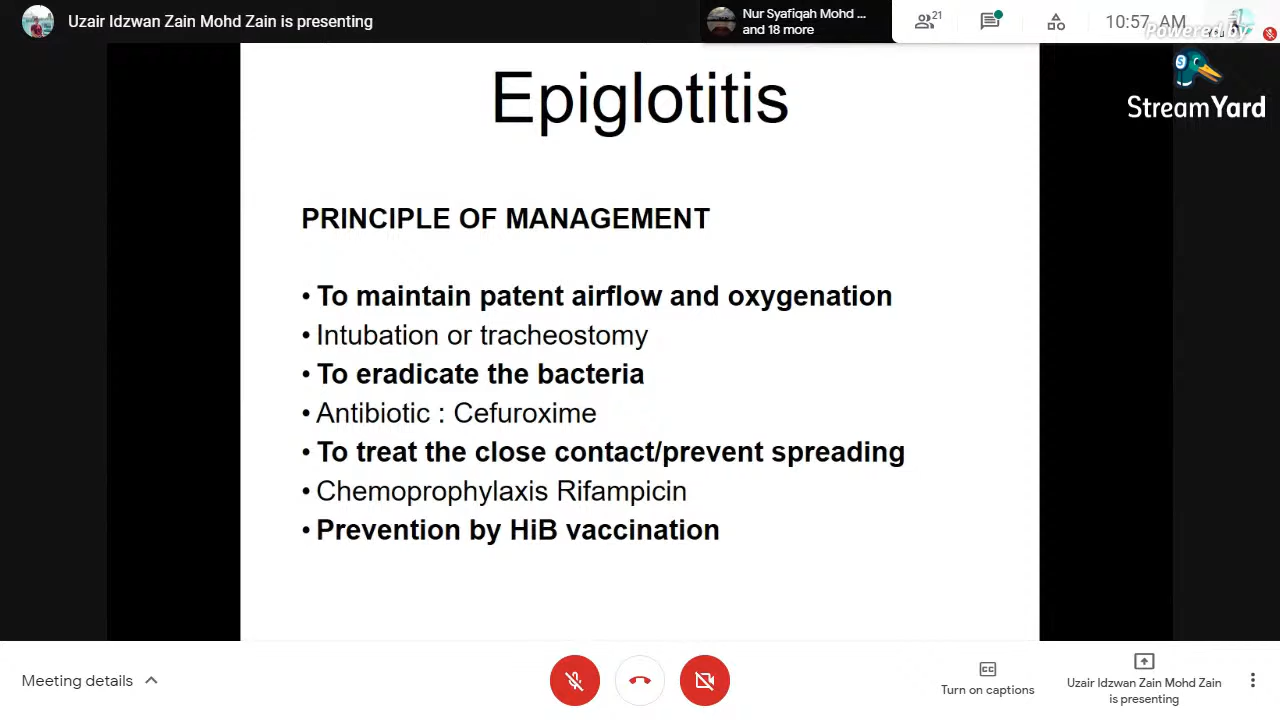 Uzair Idzwan Zain Mohd Zain is presenting
Nur Syafiqah Mohd ...
and 18 more
21
10:57 AM
Powered by
You
StreamYard
Epiglotitis
PRINCIPLE OF MANAGEMENT
• To maintain patent airflow and oxygenation
• Intubation or tracheostomy
• To eradicate the bacteria
• Antibiotic : Cefuroxime
• To treat the close contact/prevent spreading
• Chemoprophylaxis Rifampicin
• Prevention by HiB vaccination
Meeting details
Turn on captions
Uzair Idzwan Zain Mohd Zain
is presenting